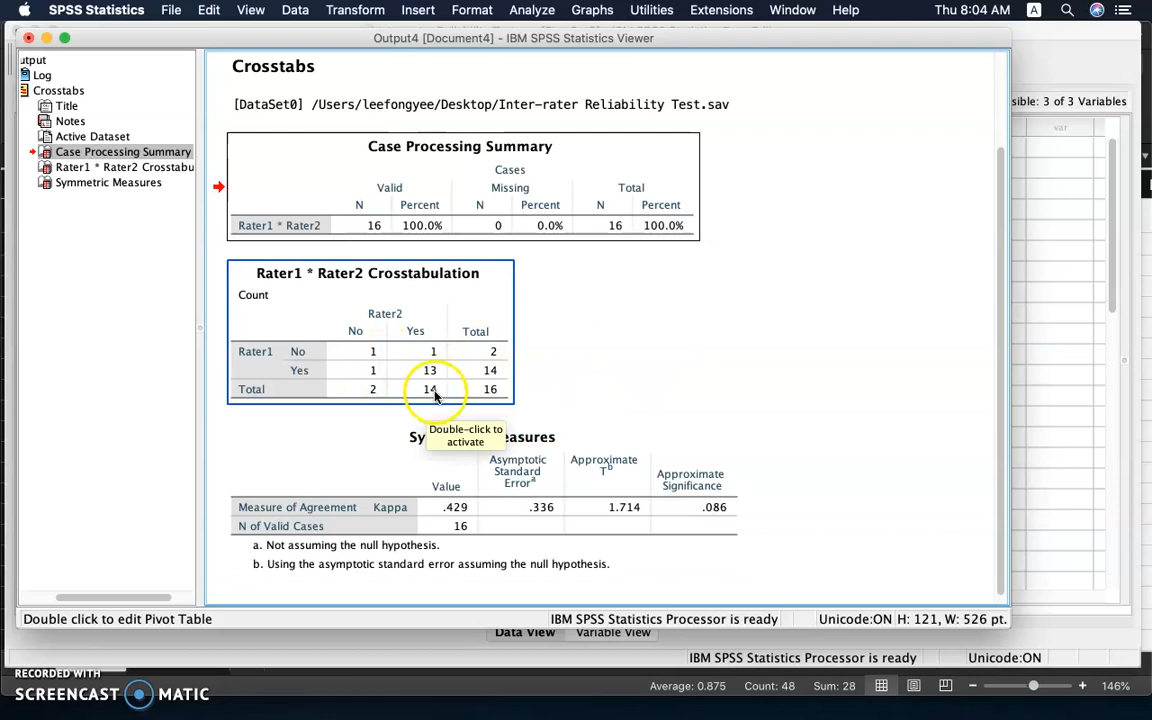 SPSS Statistics File Edit View Data Transform Insert Format Analyze Graphs Utilities Extensions Window Help Thu 8:04 AM A
Output4 [Document4] - IBM SPSS Statistics Viewer
utput
Log
Crosstabs
Title
Notes
Active Dataset
Case Processing Summary
Rater1 * Rater2 Crosstabu
Symmetric Measures
Crosstabs
[DataSet0] /Users/leefongyee/Desktop/Inter-rater Reliability Test.sav
Case Processing Summary
Cases
Valid Missing Total
N Percent N Percent N Percent
Rater1 * Rater2 16 100.0% 0 0.0% 16 100.0%
Rater1 * Rater2 Crosstabulation
Count
Rater2
No Yes Total
Rater1 No 1 1 2
Yes 1 13 14
Total 2 14 16
Double-click to
activate
Sy easures
Value Asymptotic Standard Error a Approximate T b Approximate Significance
Measure of Agreement Kappa .429 .336 1.714 .086
N of Valid Cases 16
a. Not assuming the null hypothesis.
b. Using the asymptotic standard error assuming the null hypothesis.
sible: 3 of 3 Variables
var
Double click to edit Pivot Table IBM SPSS Statistics Processor is ready Unicode:ON H: 121, W: 526 pt.
Data View Variable View
IBM SPSS Statistics Processor is ready Unicode:ON
RECORDED WITH
SCREENCAST MATIC
Average: 0.875 Count: 48 Sum: 28 146%